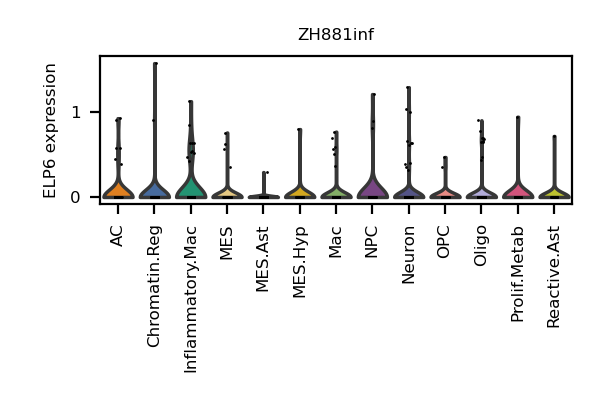 ZH881inf
ELP6 expression
1
0
AC
Chromatin.Reg
Inflammatory.Mac
MES
MES.Ast
MES.Hyp
Mac
NPC
Neuron
OPC
Oligo
Prolif.Metab
Reactive.Ast